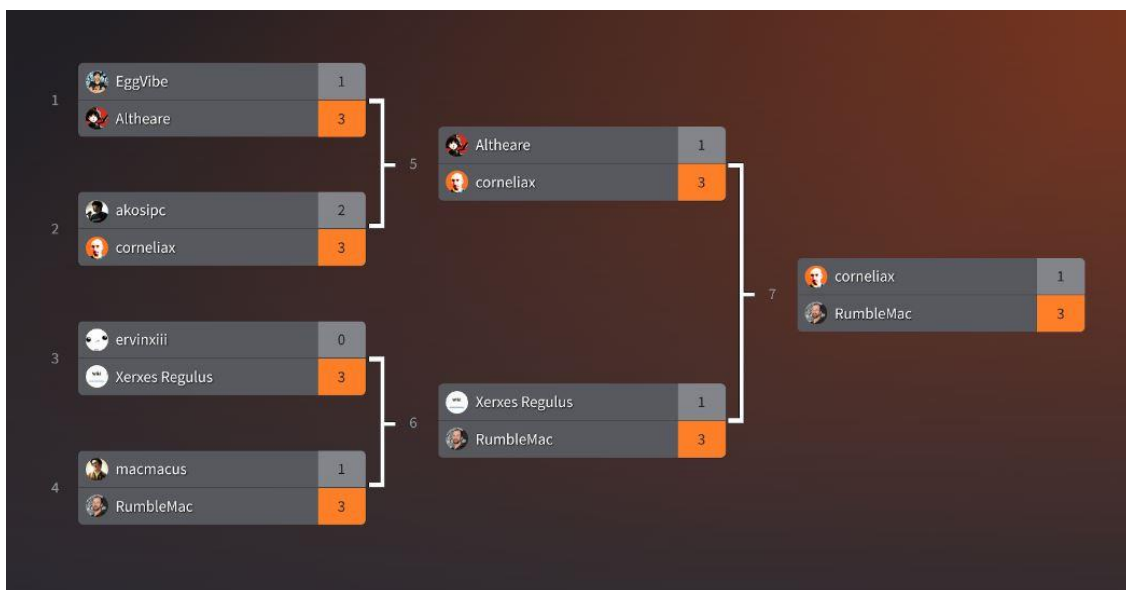 1
EggVibe 1
Altheare 3
2
akosipc 2
corneliax 3
3
ervinxiii 0
Xerxes Regulus 3
4
macmacus 1
RumbleMac 3
5
Altheare 1
corneliax 3
6
Xerxes Regulus 1
RumbleMac 3
7
corneliax 1
RumbleMac 3